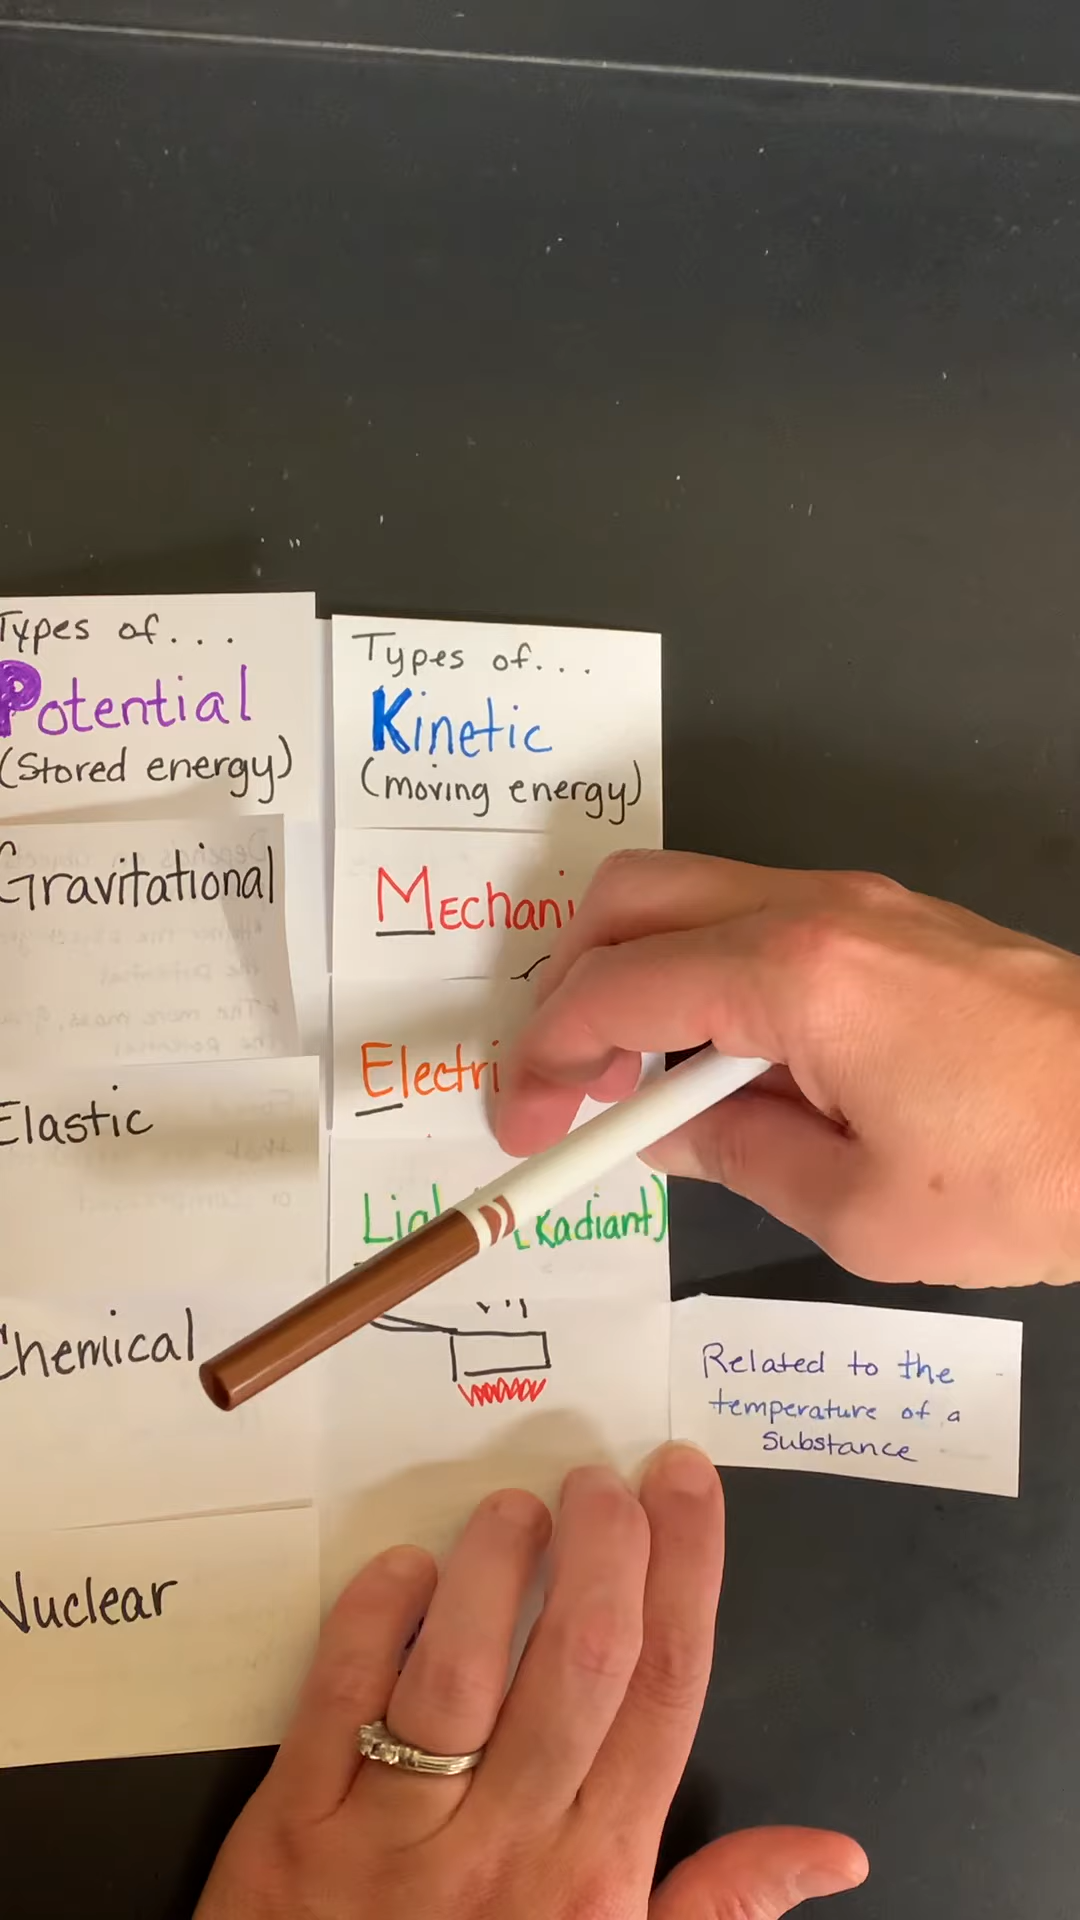 Types of...
Potential
(Stored energy)
Gravitational
Elastic
Chemical
Nuclear
Types of...
Kinetic
(moving energy)
Mechani
Electri
(Radiant)
Related to the
temperature of a
substance